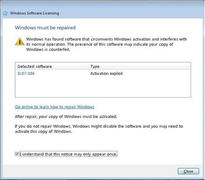 Windows Software Licensing
Windows must be repaired
Windows has found software that circumvents Windows activation and interferes with
its normal operation. The presence of this software may indicate your copy of
Windows is counterfeit.
Detected software Type
Activation exploit
Go online to learn how to repair Windows
After repair, your copy of Windows must be activated.
If you do not repair Windows, Windows might disable the software and you may need to
activate this copy of Windows.
I understand that this notice may only appear once.
Close